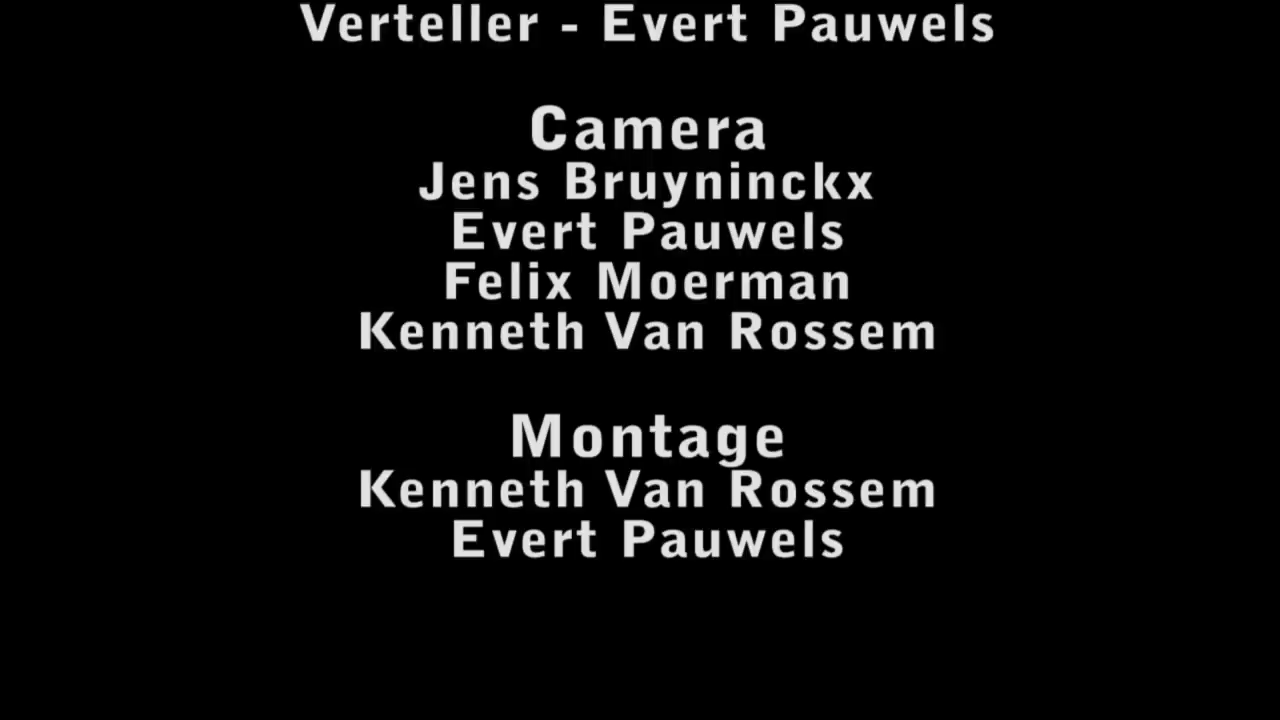 Verteller - Evert Pauwels
Camera
Jens Bruyninckx
Evert Pauwels
Felix Moerman
Kenneth Van Rossem
Montage
Kenneth Van Rossem
Evert Pauwels